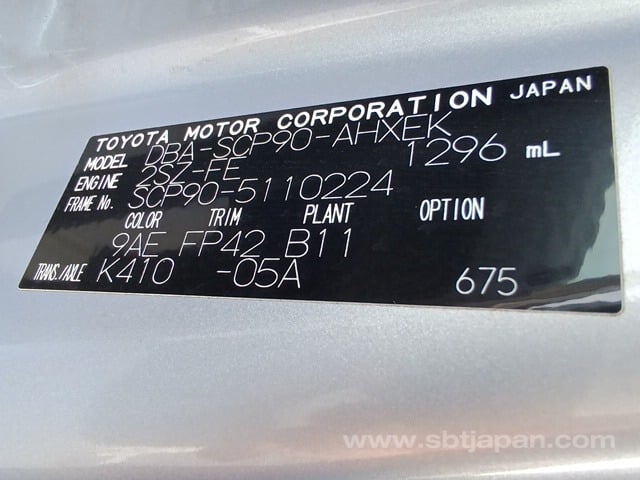 TOYOTA MOTOR CORPORATION JAPAN
MODEL DBA-SCP90-AHXEK
ENGINE 2SZ-FE 1296 mL
FRAME No. SCP90-5110224
COLOR TRIM PLANT OPTION
9AE FP42 B11
TRANS./AXLE K410 -05A 675
www.sbtjapan.com